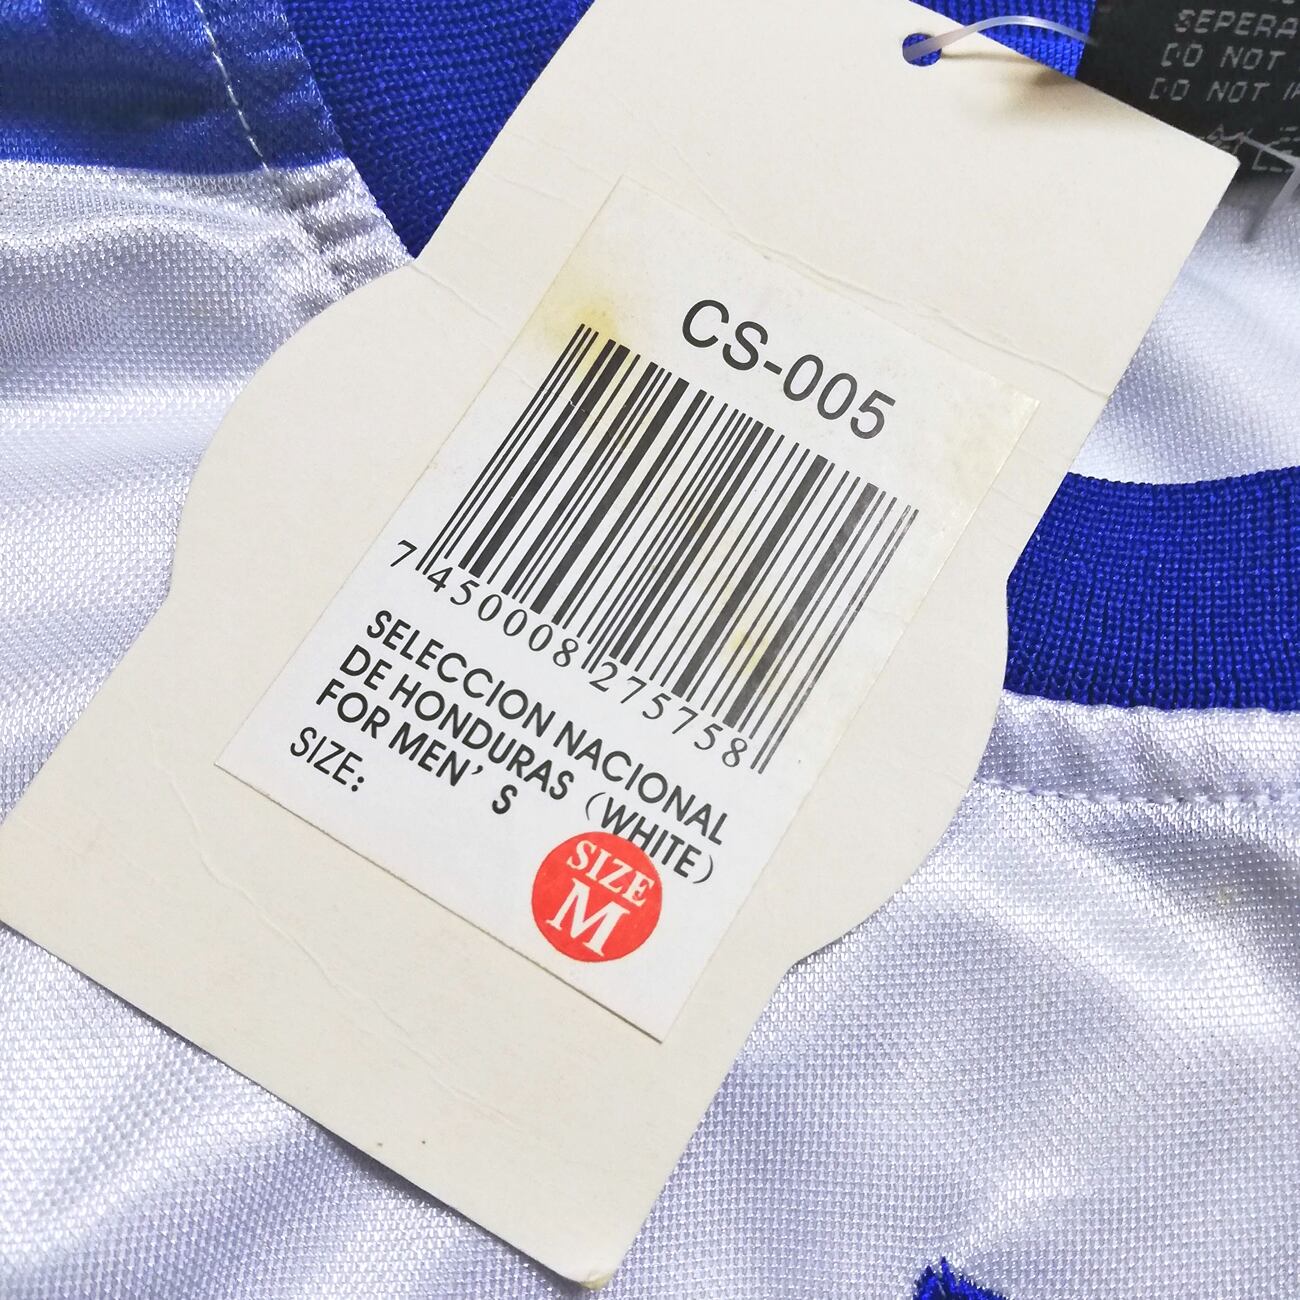 SEPERA
DO NOT
DO NOT
CS-005
7 450008 275758
SELECCION NACIONAL
DE HONDURAS (WHITE)
FOR MEN' S
SIZE:
SIZE
M